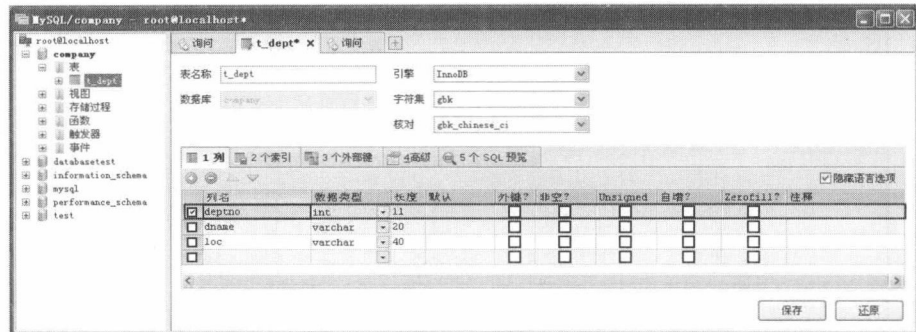 MySQL/company - root@localhost*
root@localhost
company
表
t_dept
视图
存储过程
函数
触发器
事件
databasetest
information_schema
mysql
performance_schema
test
询问 t_dept* X 询问
表名称 t_dept 引擎 InnoDB
数据库 company 字符集 gbk
核对 gbk_chinese_ci
1 列 2 个索引 3 个外部键 4高级 5 个 SQL 预览
隐藏语言选项
列名 数据类型 长度 默认 外键? 非空? Unsigned 自增? Zerofill? 注释
deptno int 11
dname varchar 20
loc varchar 40
保存 还原